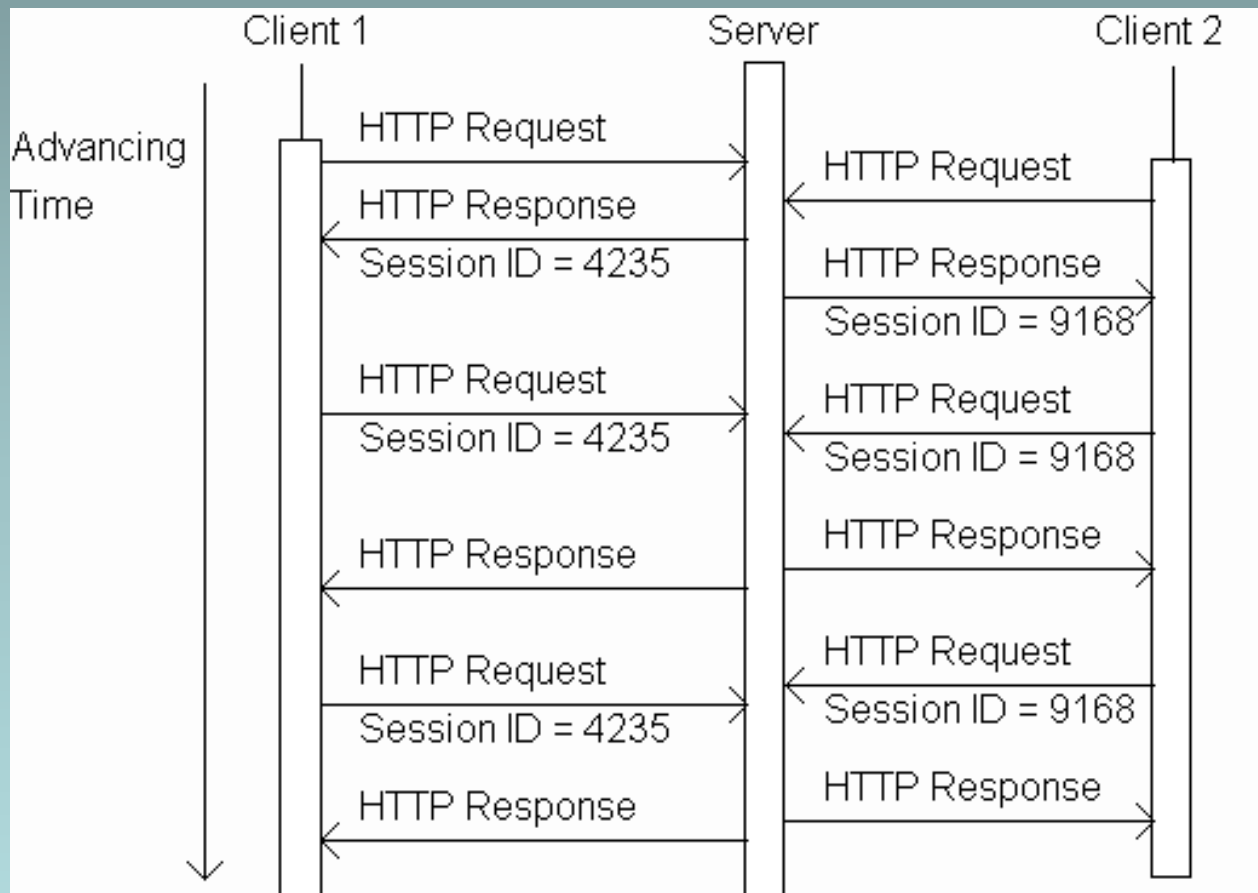 Client 1
Server
Client 2
Advancing
Time
HTTP Request
HTTP Request
HTTP Response
Session ID = 4235
HTTP Response
Session ID = 9168
HTTP Request
Session ID = 4235
HTTP Request
Session ID = 9168
HTTP Response
HTTP Response
HTTP Request
Session ID = 9168
HTTP Request
Session ID = 4235
HTTP Response
HTTP Response